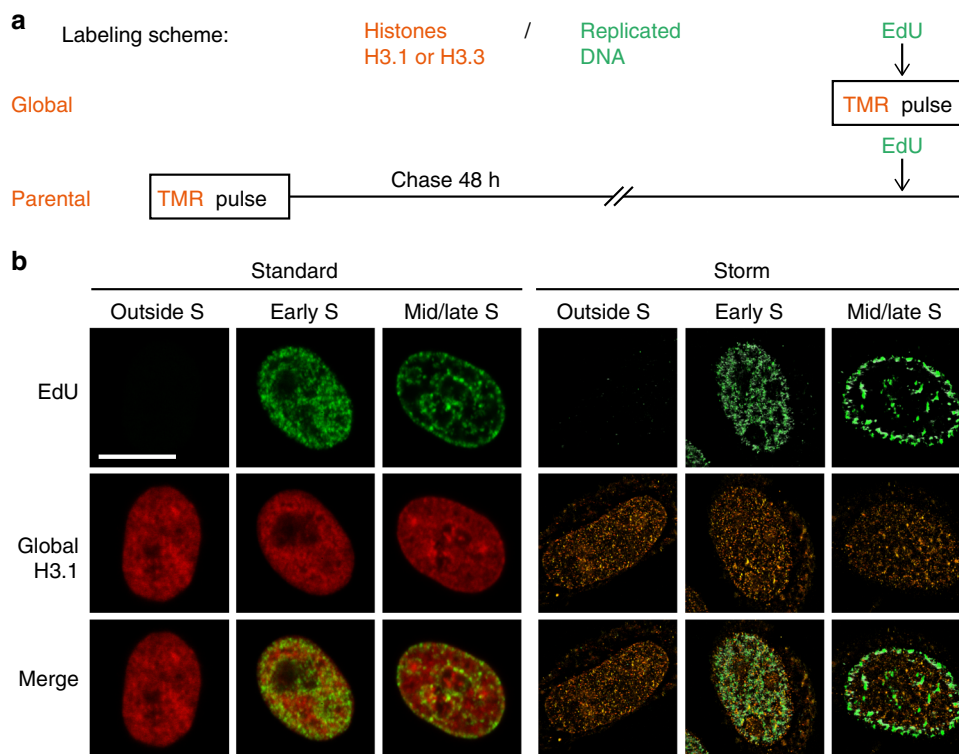 a
Labeling scheme: Histones / Replicated EdU
H3.1 or H3.3 DNA
Global TMR pulse
EdU
Parental TMR pulse Chase 48 h
b
Standard Storm
Outside S Early S Mid/late S Outside S Early S Mid/late S
EdU
Global
H3.1
Merge